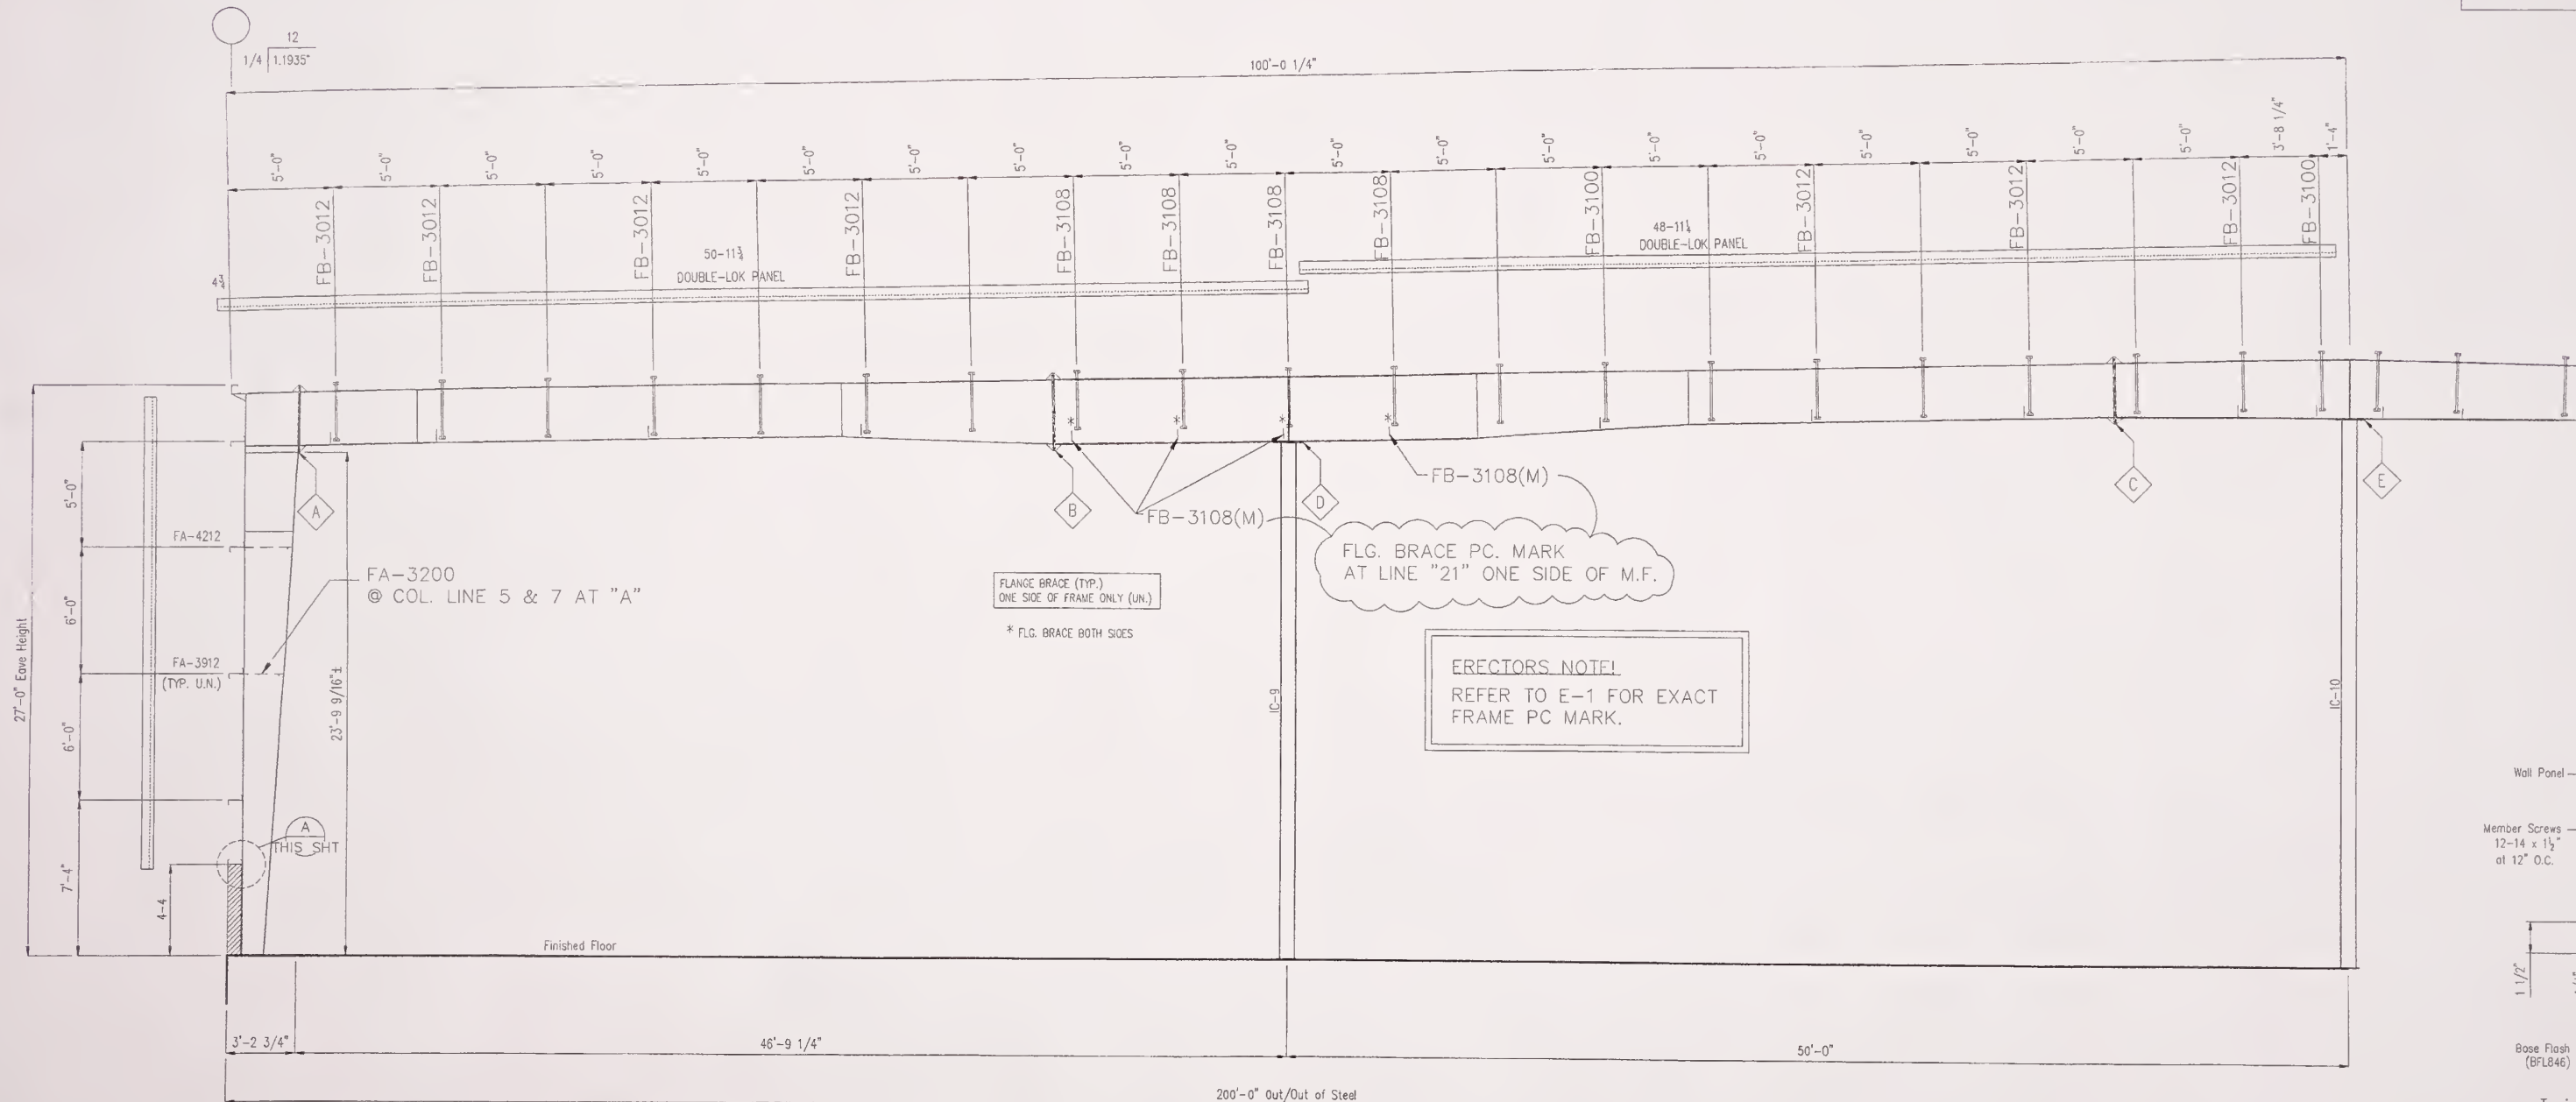 12
1/4 1.1935"
100'-0 1/4"
5'-0" 5'-0" 5'-0" 5'-0" 5'-0" 5'-0" 5'-0" 5'-0" 5'-0" 5'-0" 5'-0" 5'-0" 5'-0" 5'-0" 5'-0" 5'-0" 5'-0" 5'-0" 5'-0" 3'-8 1/4" 1'-4"
FB-3012 FB-3012 FB-3012 FB-3012 FB-3108 FB-3108 FB-3108 FB-3108 FB-3100 FB-3012 FB-3012 FB-3012 FB-3100
50-11¾
DOUBLE-LOK PANEL
48-11¼
DOUBLE-LOK PANEL
4¾
* * * *
A
B
D
C
E
FB-3108(M)
FB-3108(M)
FLG. BRACE PC. MARK
AT LINE "21" ONE SIDE OF M.F.
FLANGE BRACE (TYP.)
ONE SIDE OF FRAME ONLY (UN.)
* FLG. BRACE BOTH SIDES
ERECTORS NOTE!
REFER TO E-1 FOR EXACT
FRAME PC MARK.
27'-0" Eave Height
5'-0"
6'-0"
6'-0"
7'-4"
4-4
FA-4212
FA-3912
(TYP. U.N.)
FA-3200
@ COL. LINE 5 & 7 AT "A"
23'-9 9/16"±
A
THIS SHT
IC-9
IC-10
Finished Floor
3'-2 3/4"
46'-9 1/4"
50'-0"
200'-0" Out/Out of Steel
Wall Panel
Member Screws
12-14 x 1½"
at 12" O.C.
1 1/2"
Base Flash
(BFL846)